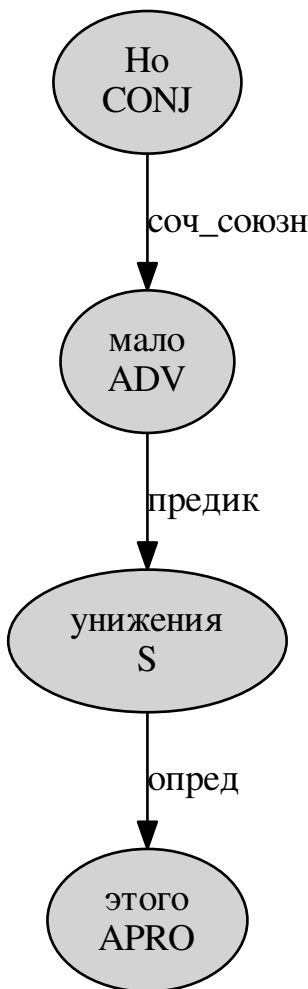 Но
CONJ
соч_союзн
мало
ADV
предик
унижения
S
опред
этого
APRO